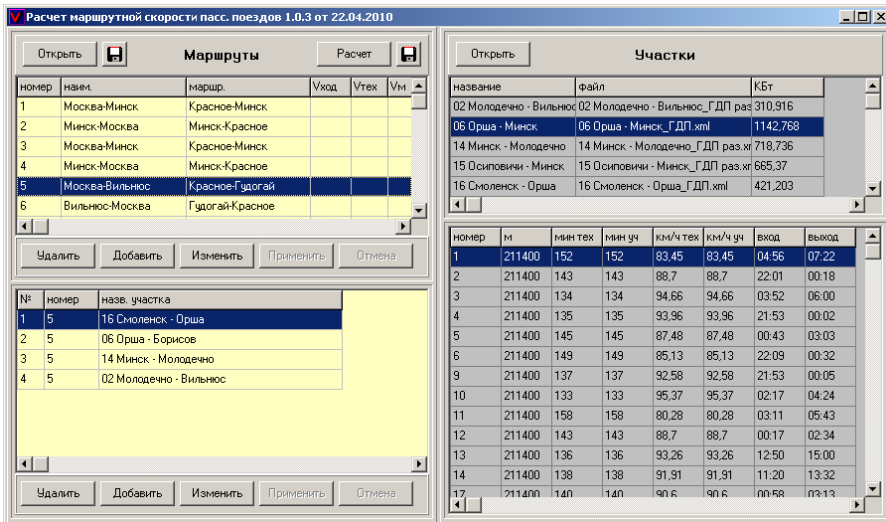 Расчет маршрутной скорости пасс. поездов 1.0.3 от 22.04.2010
Открыть Маршруты Расчет
номер наим. маршр. Vход Vтех Vм
1 Москва-Минск Красное-Минск
2 Минск-Москва Минск-Красное
3 Москва-Минск Минск-Красное
4 Минск-Москва Минск-Красное
5 Москва-Вильнюс Красное-Гудогай
6 Вильнюс-Москва Гудогай-Красное
Удалить Добавить Изменить Применить Отмена
№ номер назв. участка
1 5 16 Смоленск - Орша
2 5 06 Орша - Борисов
3 5 14 Минск - Молодечно
4 5 02 Молодечно - Вильнюс
Удалить Добавить Изменить Применить Отмена
Открыть Участки
название файл КБт
02 Молодечно - Вильнюс 02 Молодечно - Вильнюс_ГДП раз 310,916
06 Орша - Минск 06 Орша - Минск_ГДП.xml 1142,768
14 Минск - Молодечно 14 Минск - Молодечно_ГДП раз.xm 718,736
15 Осиповичи - Минск 15 Осиповичи - Минск_ГДП раз.xm 665,37
16 Смоленск - Орша 16 Смоленск - Орша_ГДП.xml 421,203
номер м мин тех мин уч км/ч тех км/ч уч вход выход
1 211400 152 152 83,45 83,45 04:56 07:22
2 211400 143 143 88,7 88,7 22:01 00:18
3 211400 134 134 94,66 94,66 03:52 06:00
4 211400 135 135 93,96 93,96 21:53 00:02
5 211400 145 145 87,48 87,48 00:43 03:03
6 211400 149 149 85,13 85,13 22:09 00:32
9 211400 137 137 92,58 92,58 21:53 00:05
10 211400 133 133 95,37 95,37 02:17 04:24
11 211400 158 158 80,28 80,28 03:11 05:43
12 211400 143 143 88,7 88,7 00:17 02:34
13 211400 136 136 93,26 93,26 12:50 15:00
14 211400 138 138 91,91 91,91 11:20 13:32
17 211400 140 140 90,6 90,6 00:58 03:13